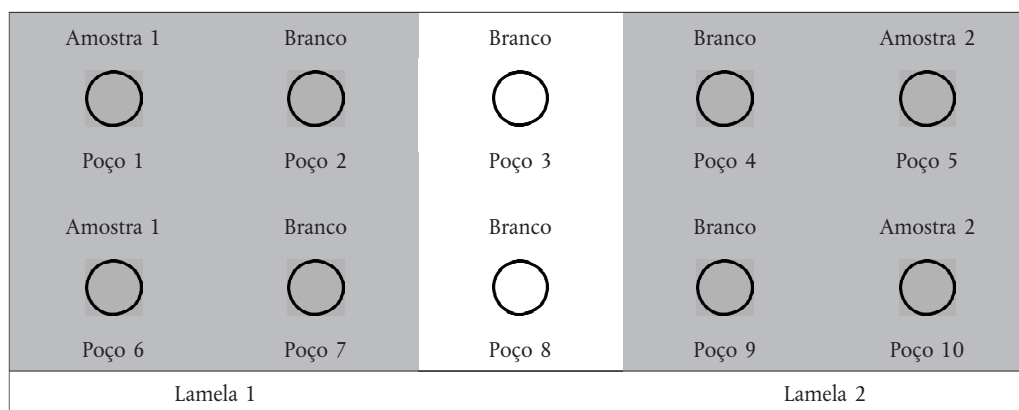 Amostra 1 Branco Branco Branco Amostra 2
Poço 1 Poço 2 Poço 3 Poço 4 Poço 5
Amostra 1 Branco Branco Branco Amostra 2
Poço 6 Poço 7 Poço 8 Poço 9 Poço 10
Lamela 1 Lamela 2